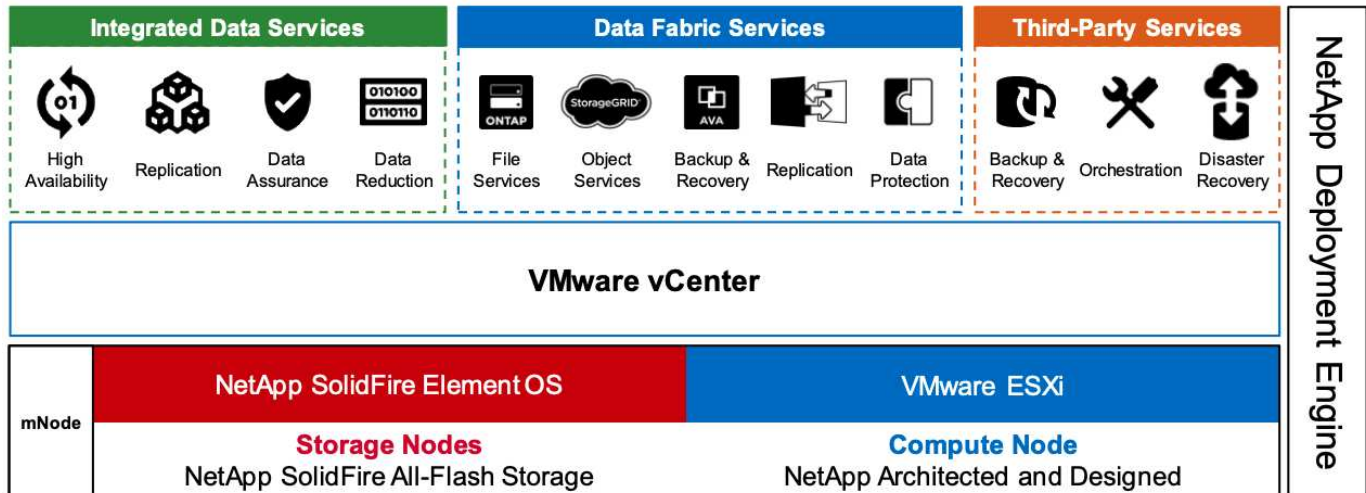 Integrated Data Services
01
High
Availability
Replication
Data
Assurance
010100
0110110
Data
Reduction
Data Fabric Services
ONTAP
File
Services
StorageGRID
Object
Services
AVA
Backup &
Recovery
Replication
Data
Protection
Third-Party Services
Backup &
Recovery
Orchestration
Disaster
Recovery
VMware vCenter
mNode
NetApp SolidFire Element OS
Storage Nodes
NetApp SolidFire All-Flash Storage
VMware ESXi
Compute Node
NetApp Architected and Designed
NetApp Deployment Engine